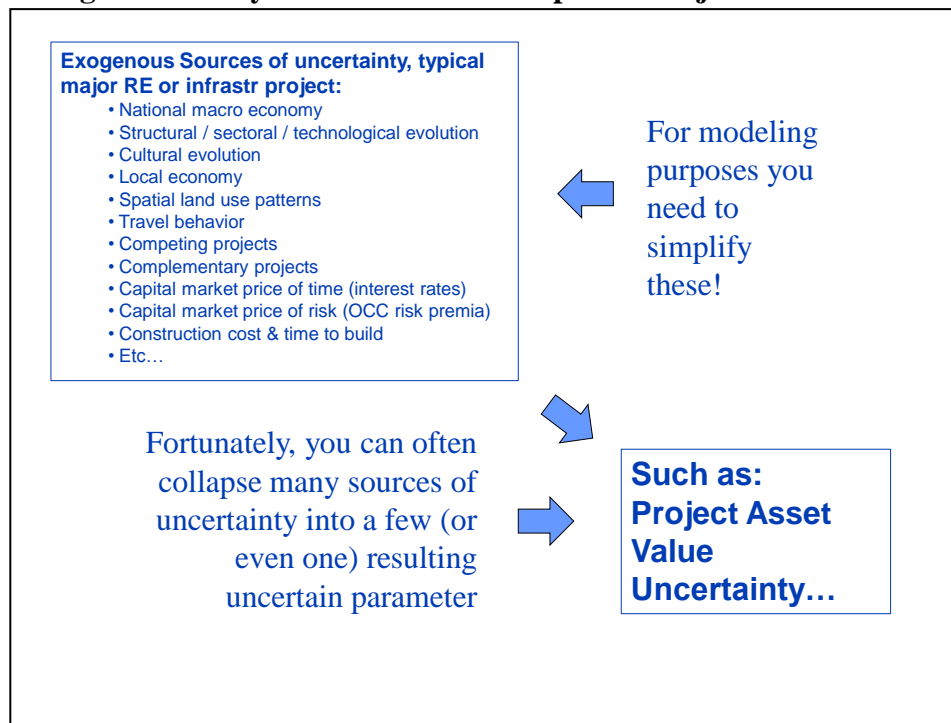 Exogenous Sources of uncertainty, typical
major RE or infrastr project:
• National macro economy
• Structural / sectoral / technological evolution
• Cultural evolution
• Local economy
• Spatial land use patterns
• Travel behavior
• Competing projects
• Complementary projects
• Capital market price of time (interest rates)
• Capital market price of risk (OCC risk premia)
• Construction cost & time to build
• Etc…
For modeling
purposes you
need to
simplify
these!
Fortunately, you can often
collapse many sources of
uncertainty into a few (or
even one) resulting
uncertain parameter
Such as:
Project Asset
Value
Uncertainty…